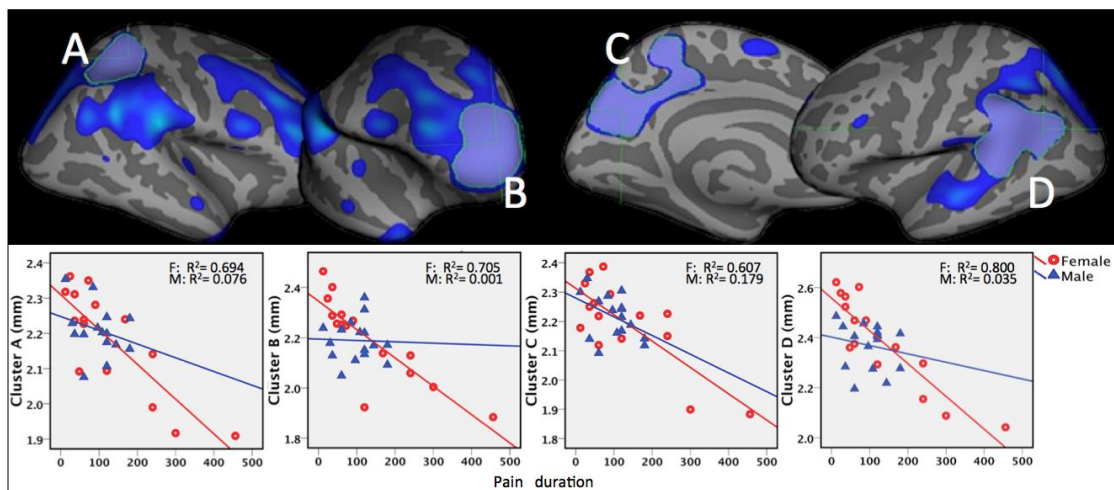 A
C
B
D
F: R²= 0.694
M: R²= 0.076
Cluster A (mm)
2.4
2.3
2.2
2.1
2.0
1.9
0 100 200 300 400 500
F: R²= 0.705
M: R²= 0.001
Cluster B (mm)
2.4
2.2
2.0
1.8
0 100 200 300 400 500
F: R²= 0.607
M: R²= 0.179
Cluster C (mm)
2.4
2.3
2.2
2.1
2.0
1.9
1.8
0 100 200 300 400 500
F: R²= 0.800
M: R²= 0.035
Cluster D (mm)
2.6
2.4
2.2
2.0
0 100 200 300 400 500
Female
Male
Pain duration